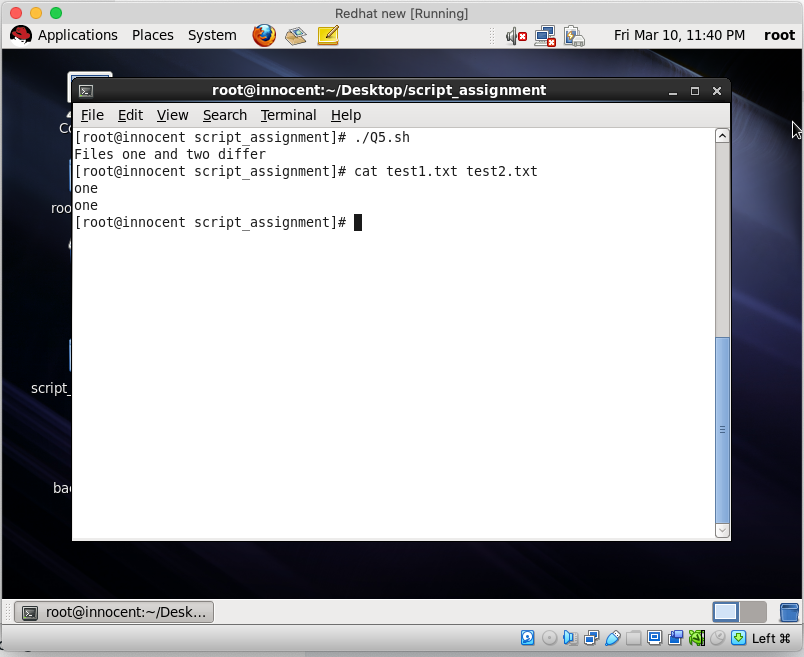 Redhat new [Running]
Applications Places System Fri Mar 10, 11:40 PM root
root@innocent:~/Desktop/script_assignment
File Edit View Search Terminal Help
[root@innocent script_assignment]# ./Q5.sh
Files one and two differ
[root@innocent script_assignment]# cat test1.txt test2.txt
one
one
[root@innocent script_assignment]#
Co
roo
script_
bac
root@innocent:~/Desk...
Left ⌘